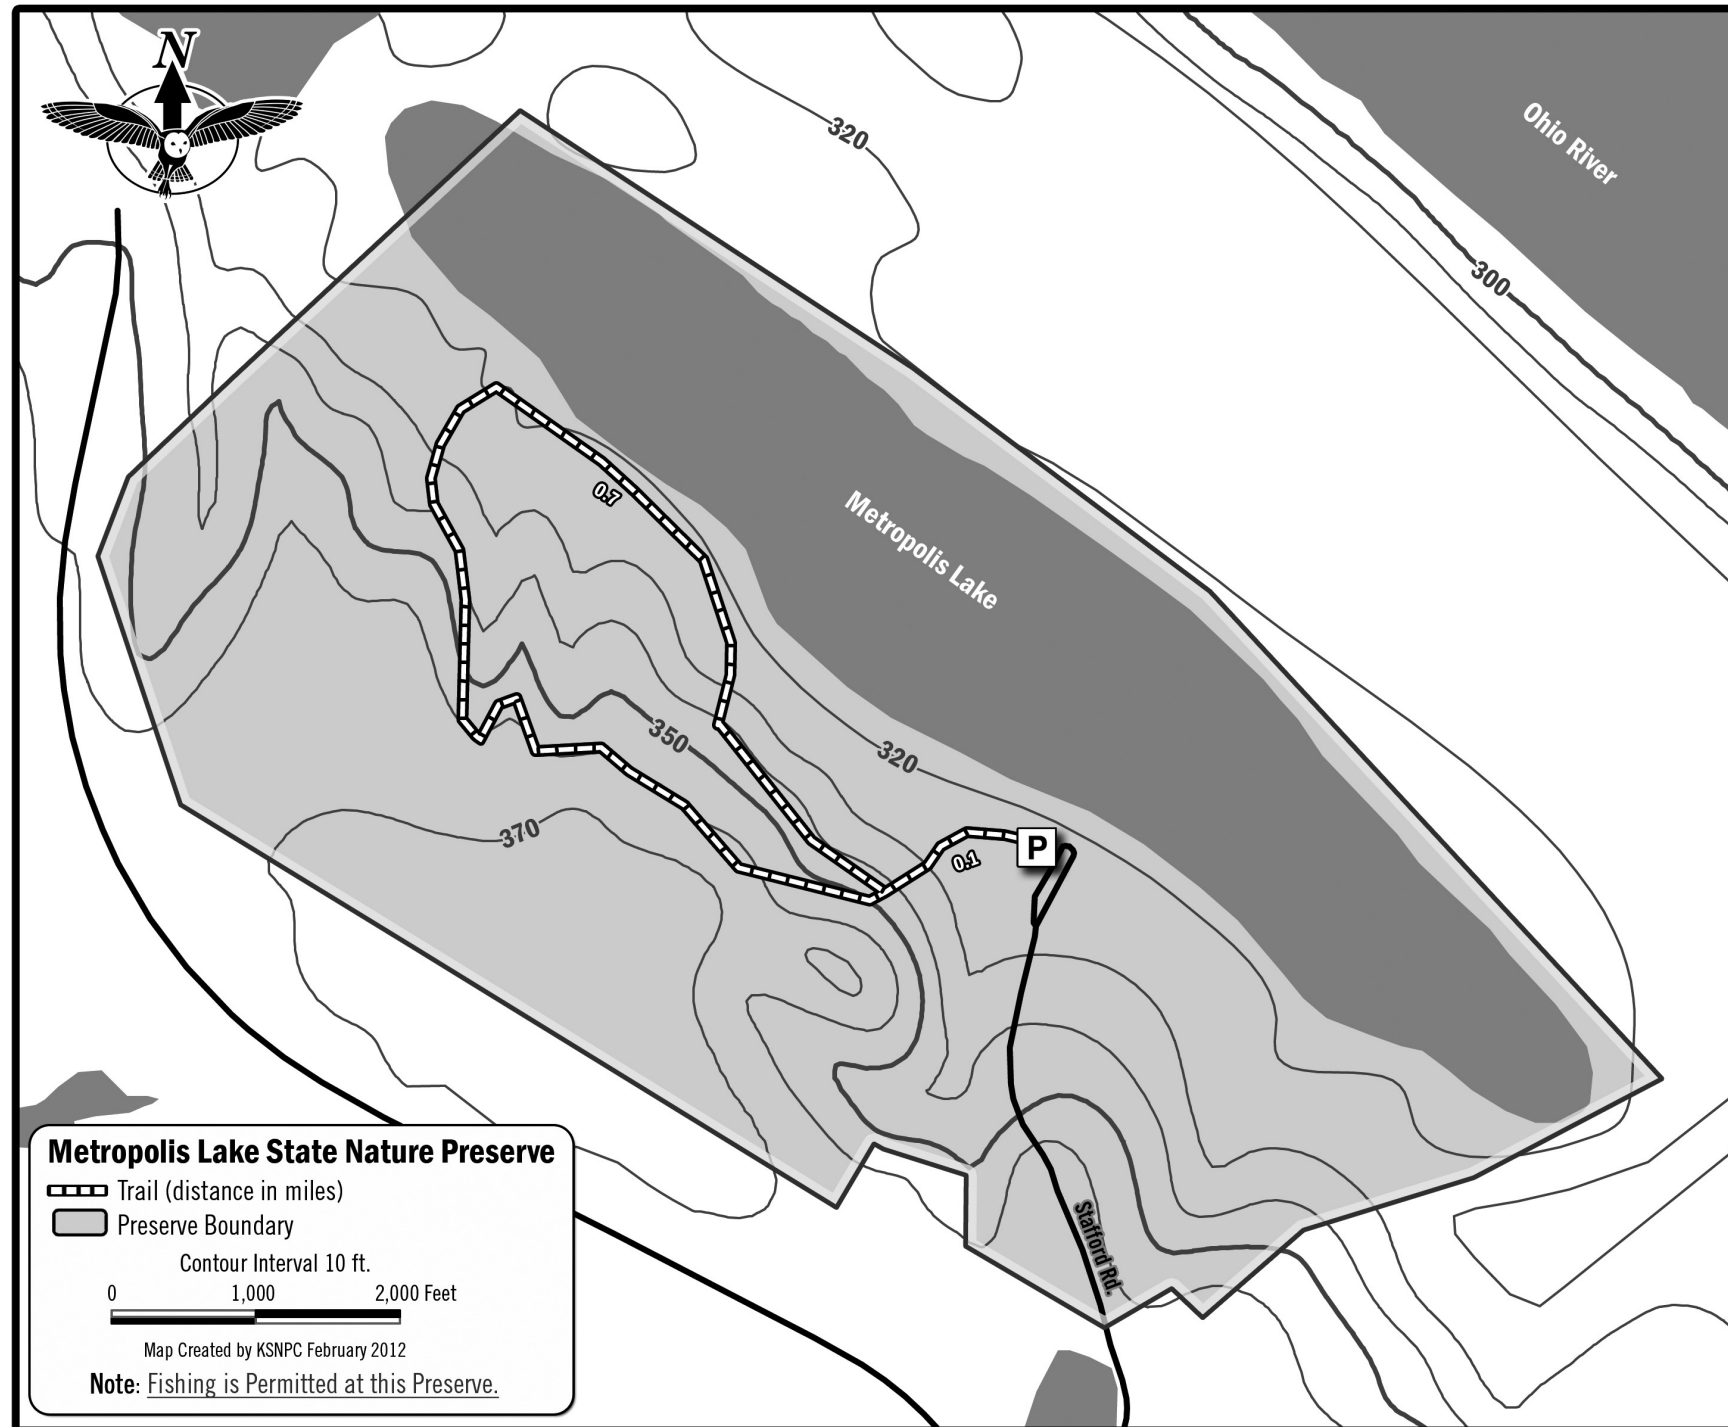 N
320
Ohio River
300
0.7
Metropolis Lake
350
320
370
P
0.1
Stafford Rd.
Metropolis Lake State Nature Preserve
Trail (distance in miles)
Preserve Boundary
Contour Interval 10 ft.
0 1,000 2,000 Feet
Map Created by KSNPC February 2012
Note: Fishing is Permitted at this Preserve.